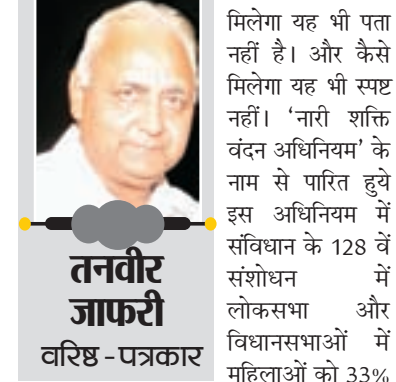 तनवीर
जाफरी
वरिष्ठ-पत्रकार
मिलेगा यह भी पता
नहीं है। और कैसे
मिलेगा यह भी स्पष्ट
नहीं। ‘नारी शक्ति
वंदन अधिनियम’ के
नाम से पारित हुये
इस अधिनियम में
संविधान के 128 वें
संशोधन में
लोकसभा और
विधानसभाओं में
महिलाओं को 33%